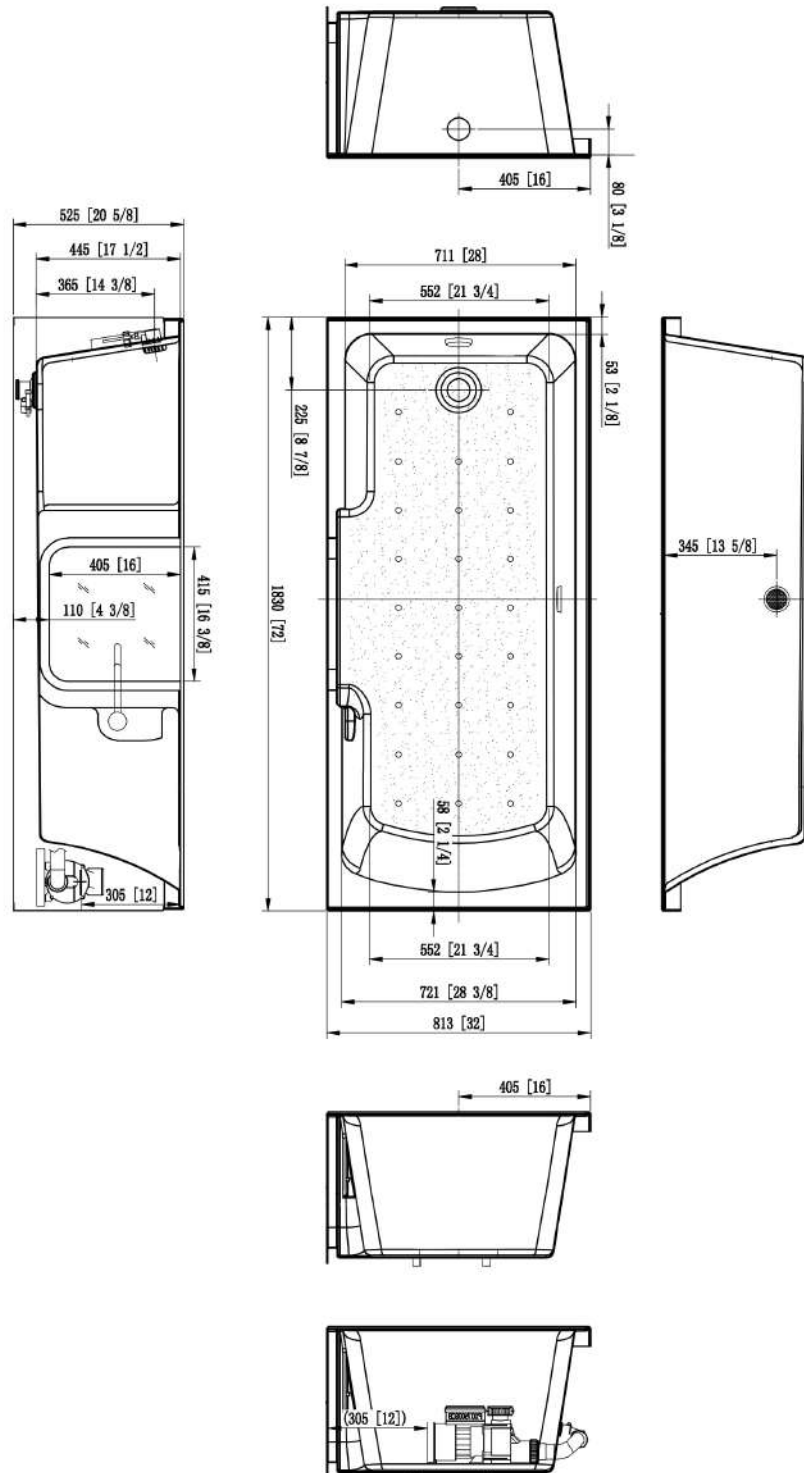 405 [16]
80 [3 1/8]
525 [20 5/8]
445 [17 1/2]
365 [14 3/8]
711 [28]
552 [21 3/4]
53 [2 1/8]
225 [8 7/8]
345 [13 5/8]
405 [16]
415 [16 3/8]
110 [4 3/8]
1830 [72]
58 [2 1/4]
305 [12]
552 [21 3/4]
721 [28 3/8]
813 [32]
405 [16]
(305 [12])